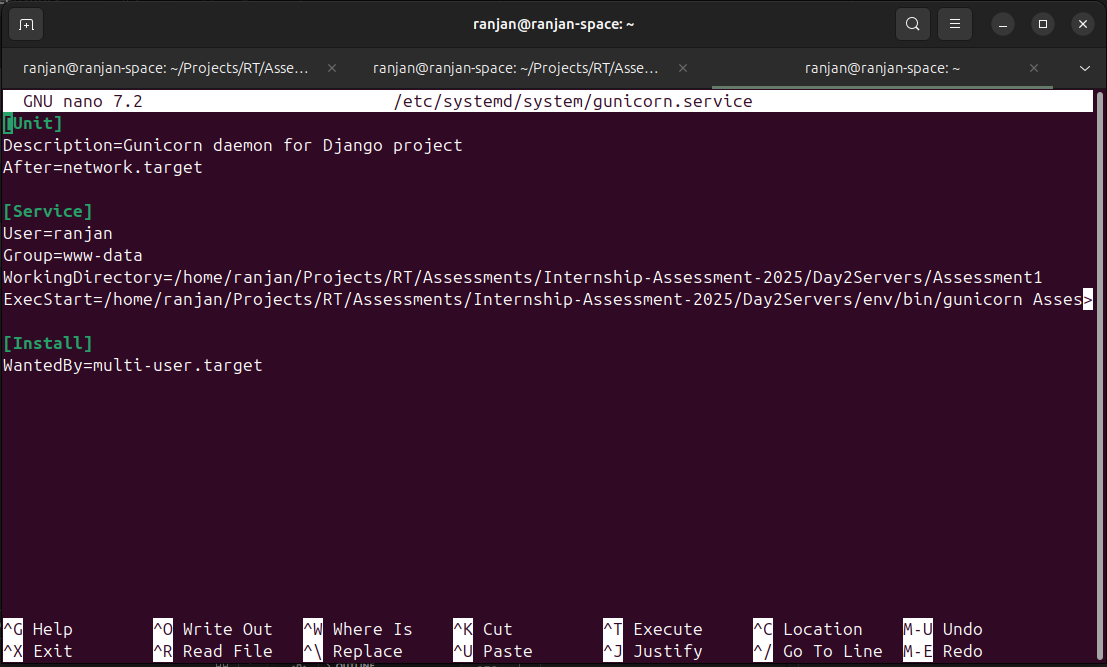 ranjan@ranjan-space: ~
ranjan@ranjan-space: ~/Projects/RT/Asse... ranjan@ranjan-space: ~/Projects/RT/Asse... ranjan@ranjan-space: ~
GNU nano 7.2 /etc/systemd/system/gunicorn.service
[Unit]
Description=Gunicorn daemon for Django project
After=network.target
[Service]
User=ranjan
Group=www-data
WorkingDirectory=/home/ranjan/Projects/RT/Assessments/Internship-Assessment-2025/Day2Servers/Assessment1
ExecStart=/home/ranjan/Projects/RT/Assessments/Internship-Assessment-2025/Day2Servers/env/bin/gunicorn Asses>
[Install]
WantedBy=multi-user.target
^G Help ^O Write Out ^W Where Is ^K Cut ^T Execute ^C Location M-U Undo
^X Exit ^R Read File ^\ Replace ^U Paste ^J Justify ^/ Go To Line M-E Redo